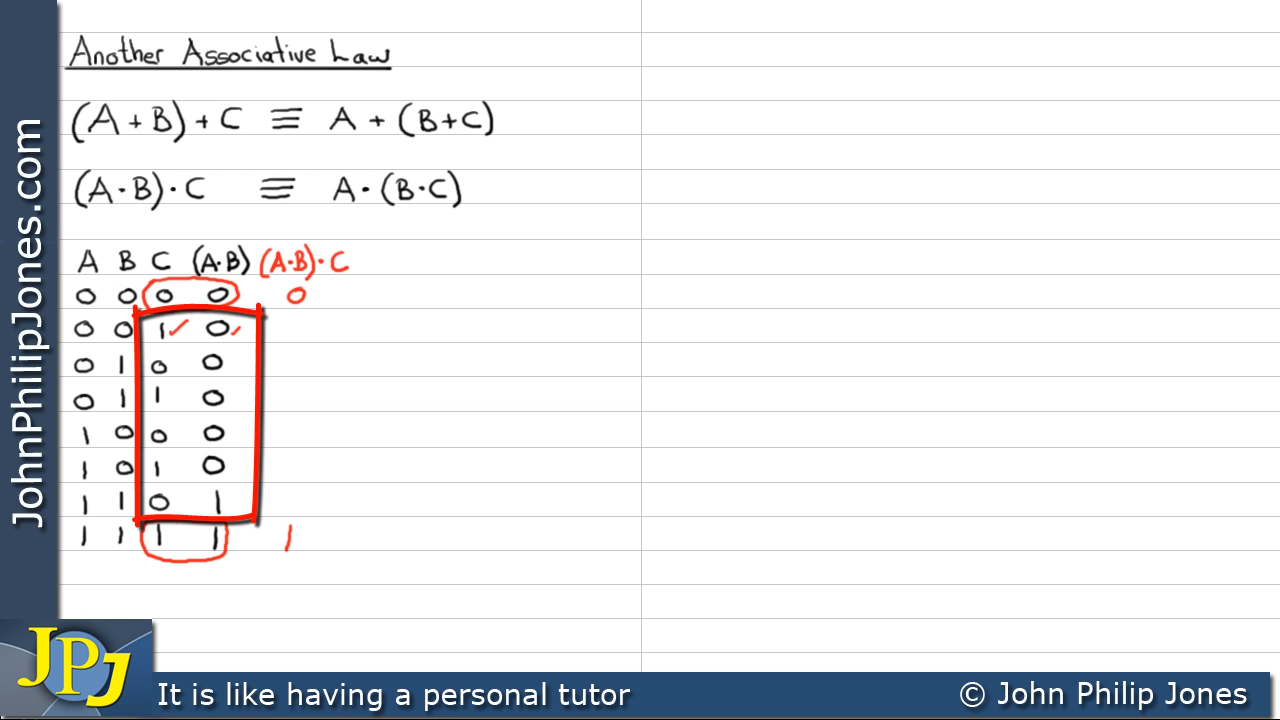 JohnPhilipJones.com
Another Associative Law
(A + B) + C ≡ A + (B + C)
(A · B) · C ≡ A · (B · C)
A B C (A·B) (A·B)·C
0 0 0 0 0
0 0 1 0
0 1 0 0
0 1 1 0
1 0 0 0
1 0 1 0
1 1 0 1
1 1 1 1 1
JPJ
It is like having a personal tutor
© John Philip Jones